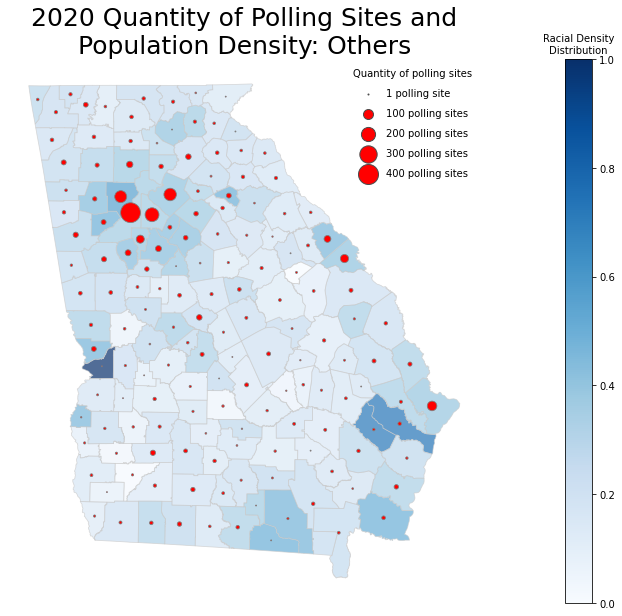 2020 Quantity of Polling Sites and
Population Density: Others
Racial Density
Distribution
Quantity of polling sites
1 polling site
100 polling sites
200 polling sites
300 polling sites
400 polling sites
1.0
0.8
0.6
0.4
0.2
0.0